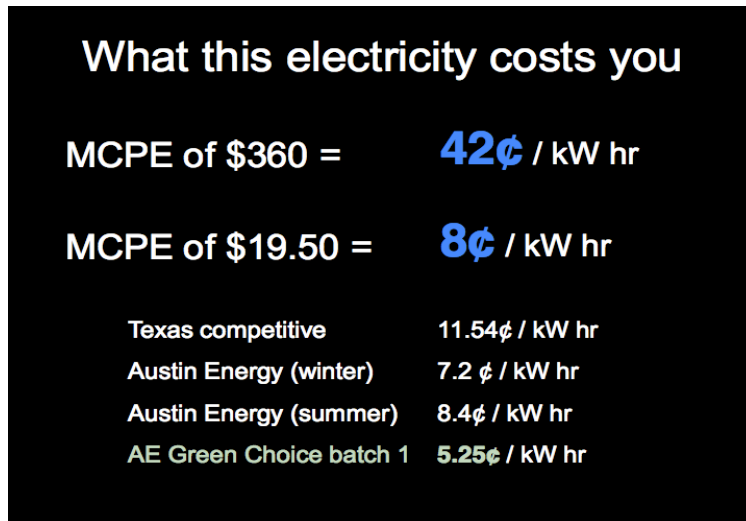 What this electricity costs you
MCPE of $360 = 42¢ / kW hr
MCPE of $19.50 = 8¢ / kW hr
Texas competitive 11.54¢ / kW hr
Austin Energy (winter) 7.2 ¢ / kW hr
Austin Energy (summer) 8.4¢ / kW hr
AE Green Choice batch 1 5.25¢ / kW hr